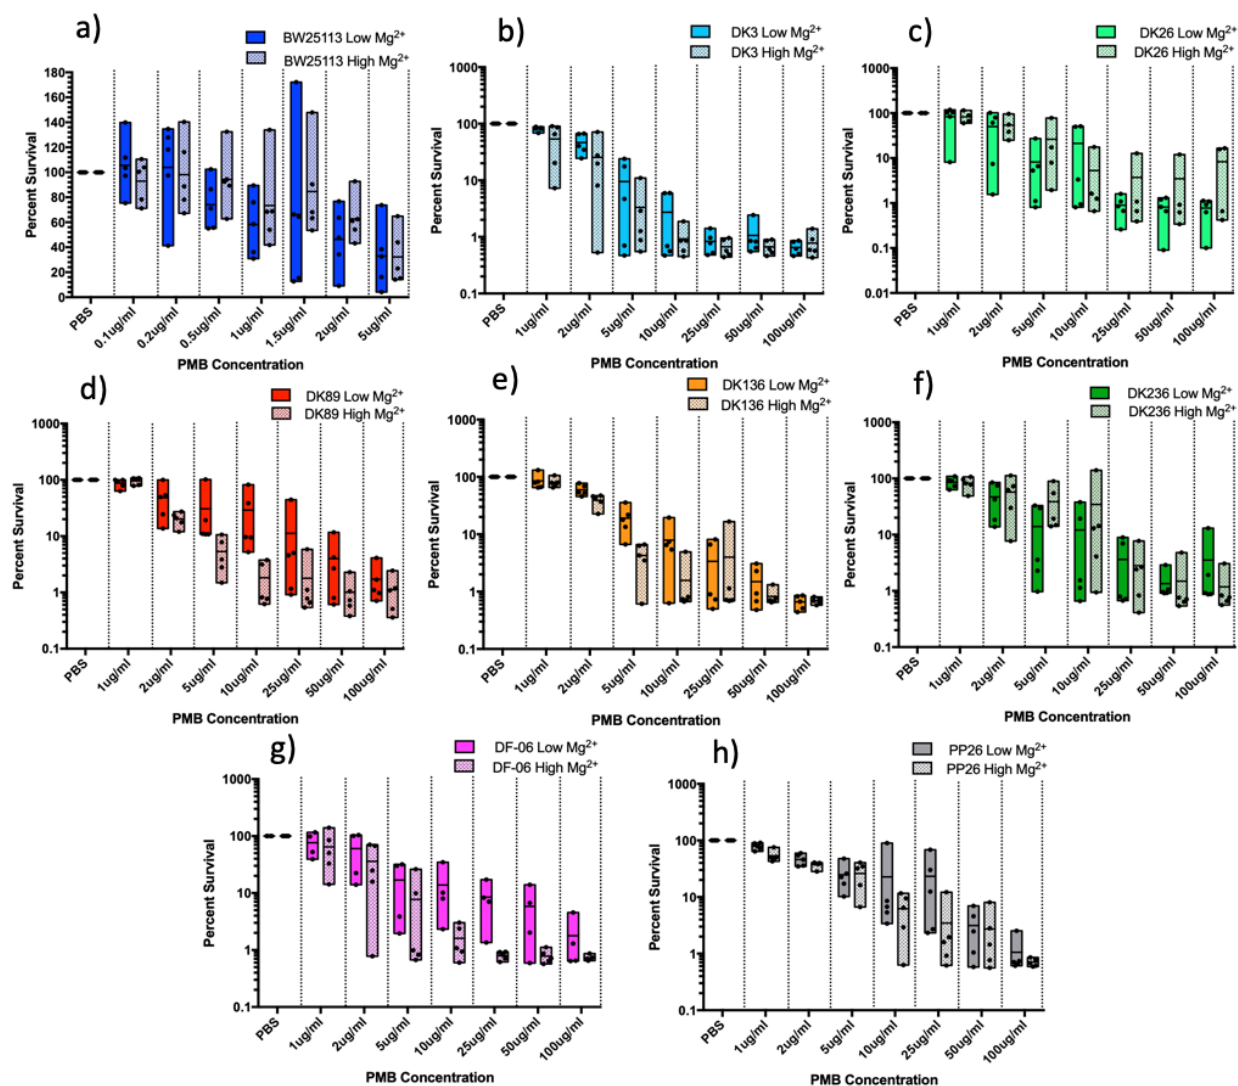 a)
BW25113 Low Mg²⁺
BW25113 High Mg²⁺
Percent Survival
180
160
140
120
100
80
60
40
20
0
PBS
0.1ug/ml
0.2ug/ml
0.5ug/ml
1ug/ml
1.5ug/ml
2ug/ml
5ug/ml
PMB Concentration
b)
DK3 Low Mg²⁺
DK3 High Mg²⁺
Percent Survival
1000
100
10
1
0.1
PBS
1ug/ml
2ug/ml
5ug/ml
10ug/ml
25ug/ml
50ug/ml
100ug/ml
PMB Concentration
c)
DK26 Low Mg²⁺
DK26 High Mg²⁺
Percent Survival
1000
100
10
1
0.1
0.01
PBS
1ug/ml
2ug/ml
5ug/ml
10ug/ml
25ug/ml
50ug/ml
100ug/ml
PMB Concentration
d)
DK89 Low Mg²⁺
DK89 High Mg²⁺
Percent Survival
1000
100
10
1
0.1
PBS
1ug/ml
2ug/ml
5ug/ml
10ug/ml
25ug/ml
50ug/ml
100ug/ml
PMB Concentration
e)
DK136 Low Mg²⁺
DK136 High Mg²⁺
Percent Survival
1000
100
10
1
0.1
PBS
1ug/ml
2ug/ml
5ug/ml
10ug/ml
25ug/ml
50ug/ml
100ug/ml
PMB Concentration
f)
DK236 Low Mg²⁺
DK236 High Mg²⁺
Percent Survival
1000
100
10
1
0.1
PBS
1ug/ml
2ug/ml
5ug/ml
10ug/ml
25ug/ml
50ug/ml
100ug/ml
PMB Concentration
g)
DF-06 Low Mg²⁺
DF-06 High Mg²⁺
Percent Survival
1000
100
10
1
0.1
PBS
1ug/ml
2ug/ml
5ug/ml
10ug/ml
25ug/ml
50ug/ml
100ug/ml
PMB Concentration
h)
PP26 Low Mg²⁺
PP26 High Mg²⁺
Percent Survival
1000
100
10
1
0.1
PBS
1ug/ml
2ug/ml
5ug/ml
10ug/ml
25ug/ml
50ug/ml
100ug/ml
PMB Concentration